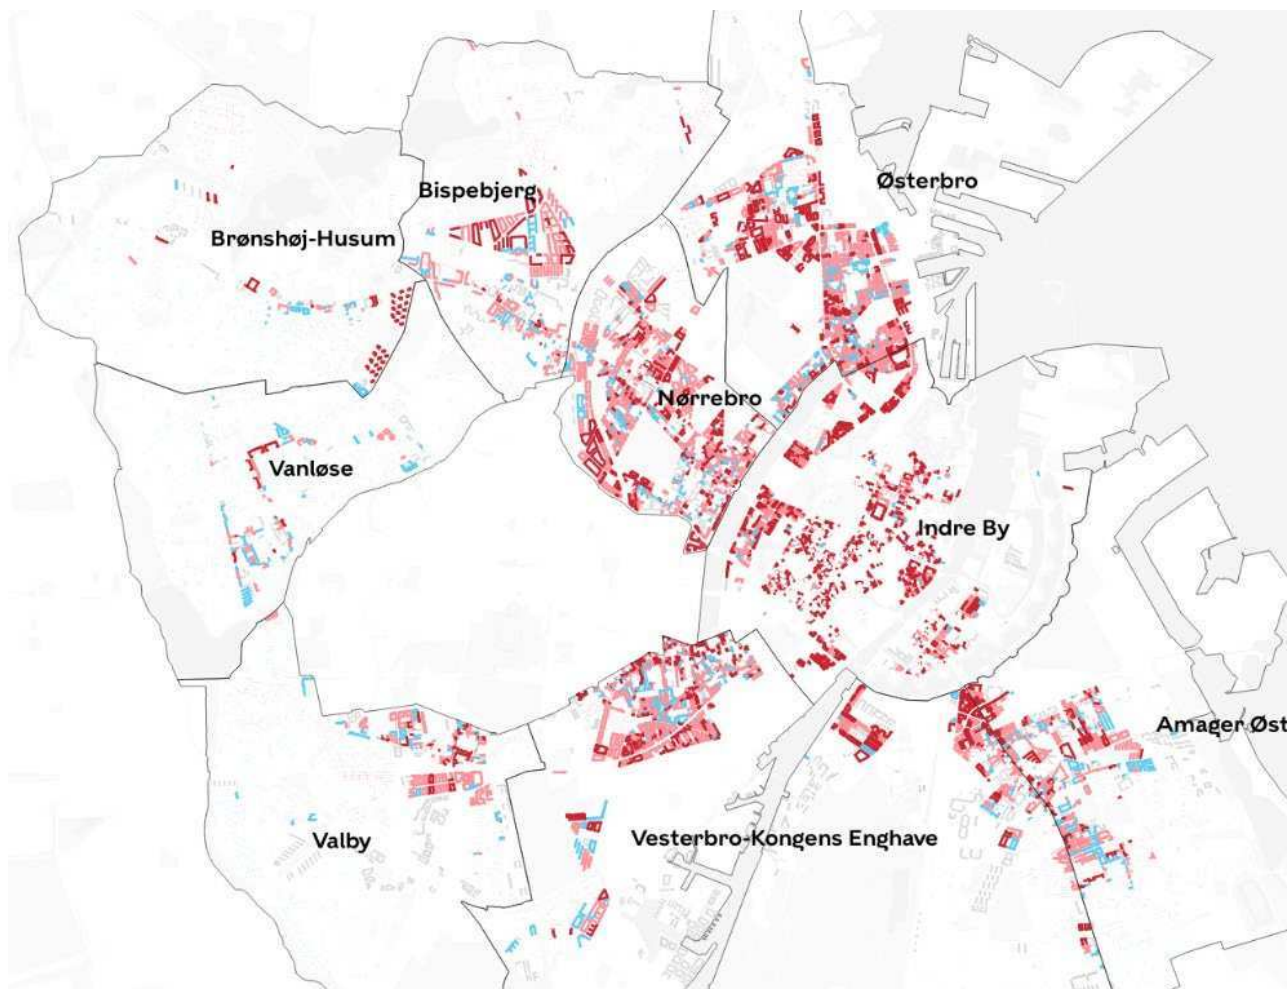 Østerbro
Bispebjerg
Brønshøj-Husum
Nørrebro
Vanløse
Indre By
Amager Øst
Valby
Vesterbro-Kongens Enghave